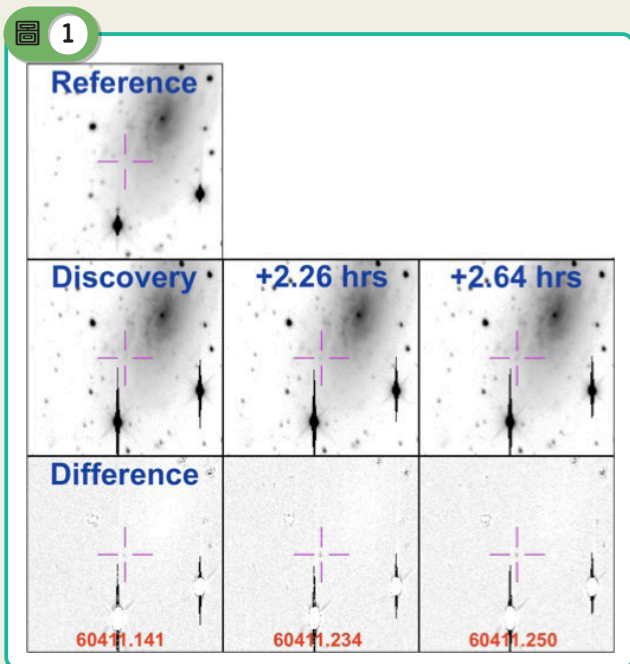 圖 1
Reference
Discovery +2.26 hrs +2.64 hrs
Difference
60411.141 60411.234 60411.250